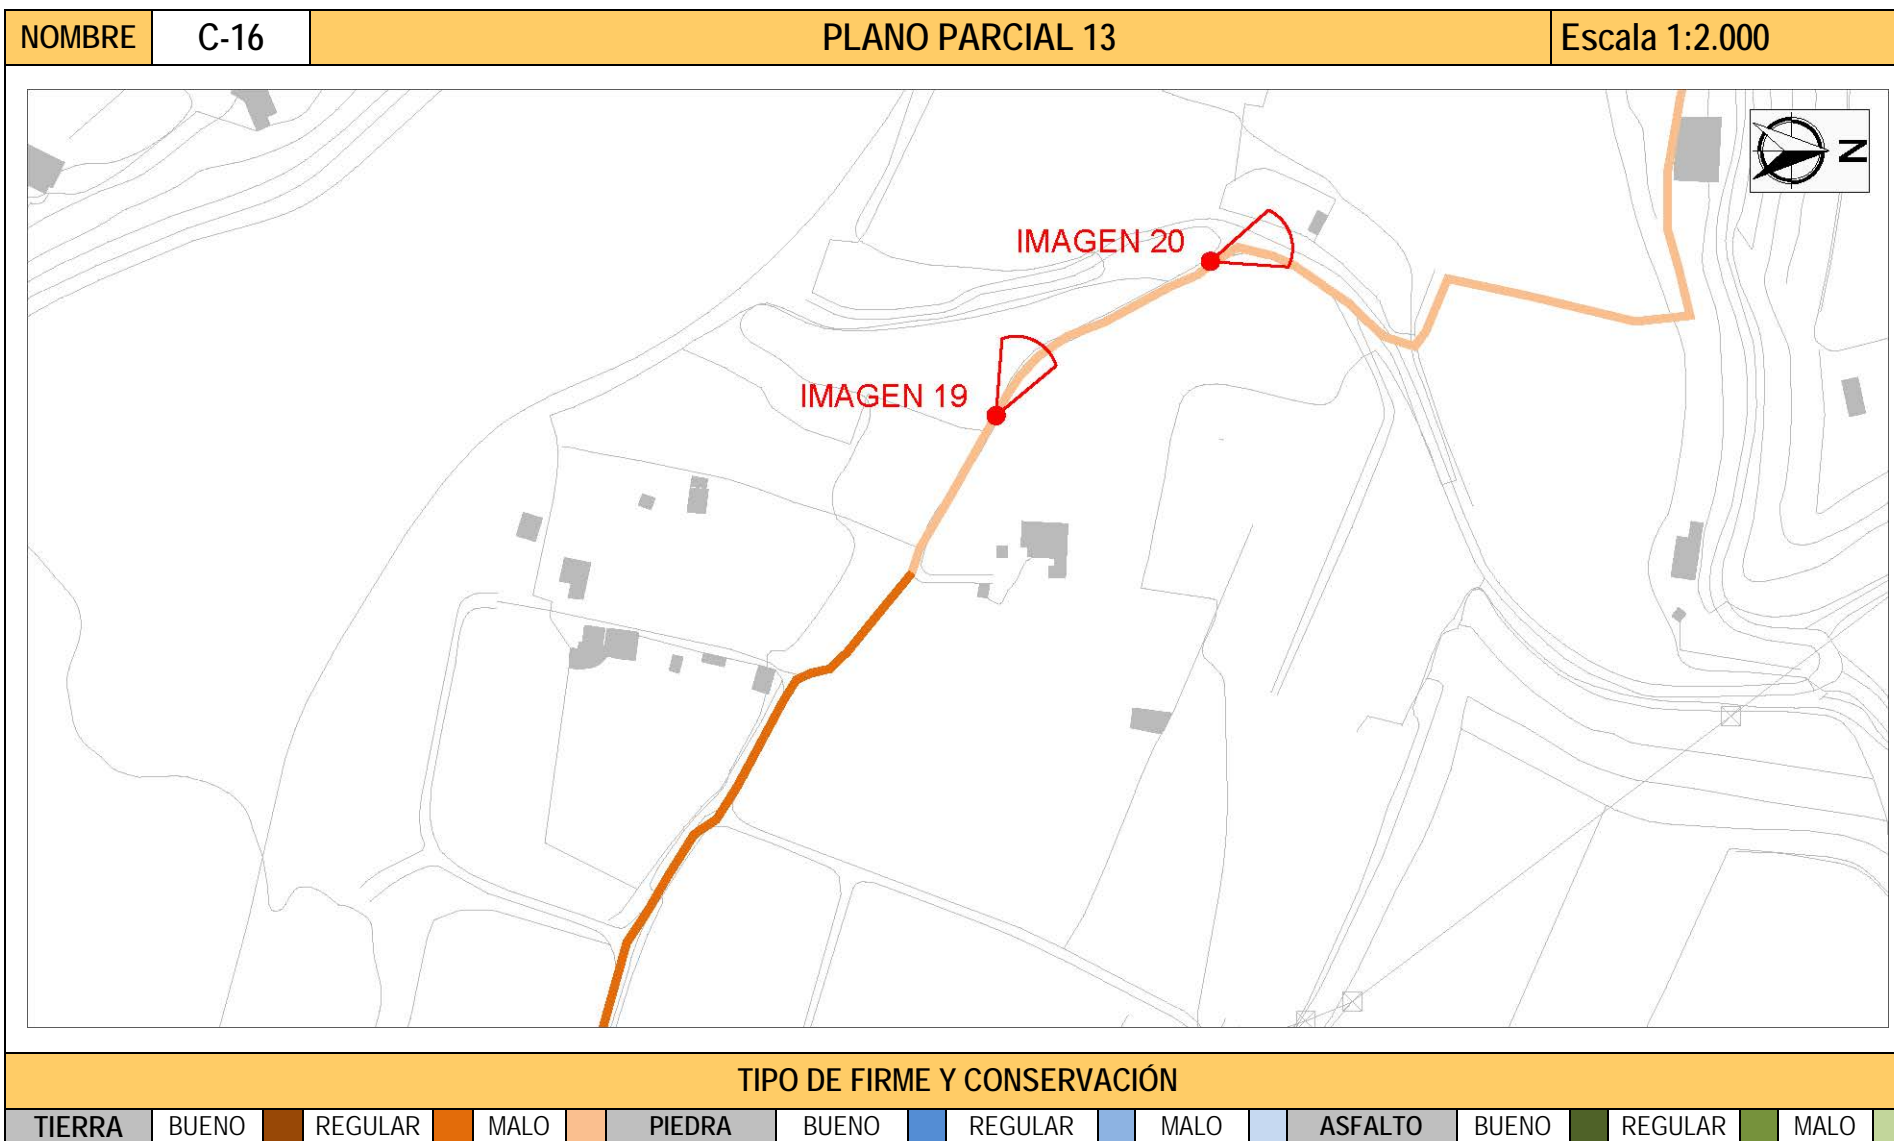 NOMBRE C-16 PLANO PARCIAL 13 Escala 1:2.000
N
IMAGEN 20
IMAGEN 19
TIPO DE FIRME Y CONSERVACIÓN
TIERRA BUENO REGULAR MALO PIEDRA BUENO REGULAR MALO ASFALTO BUENO REGULAR MALO